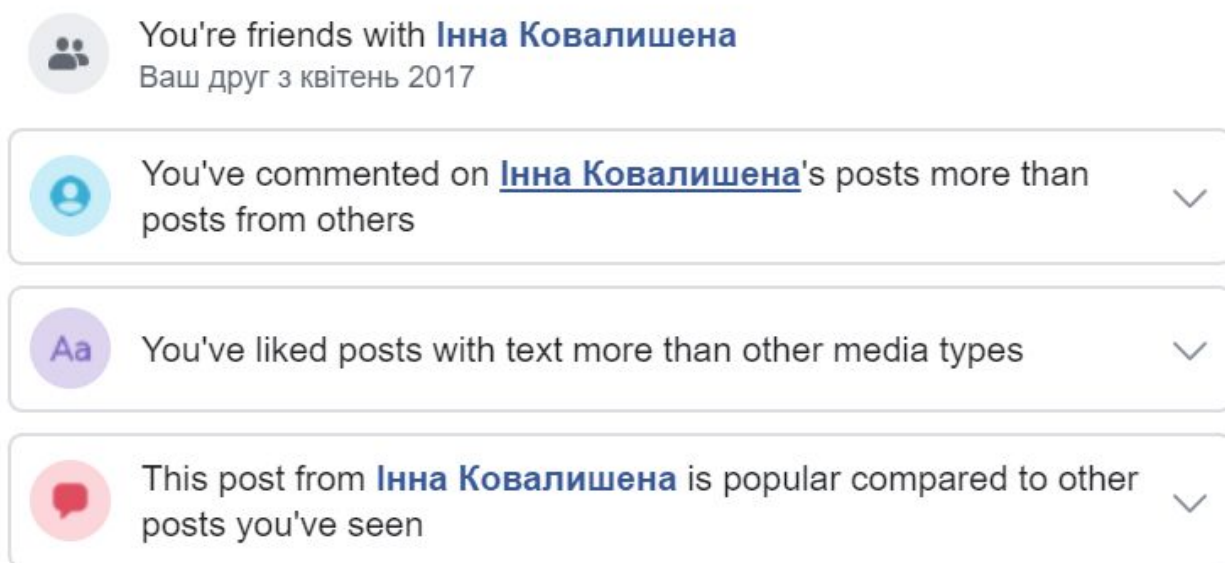 You're friends with Інна Ковалишена
Ваш друг з квітень 2017
You've commented on Інна Ковалишена's posts more than
posts from others
Aa
You've liked posts with text more than other media types
This post from Інна Ковалишена is popular compared to other
posts you've seen